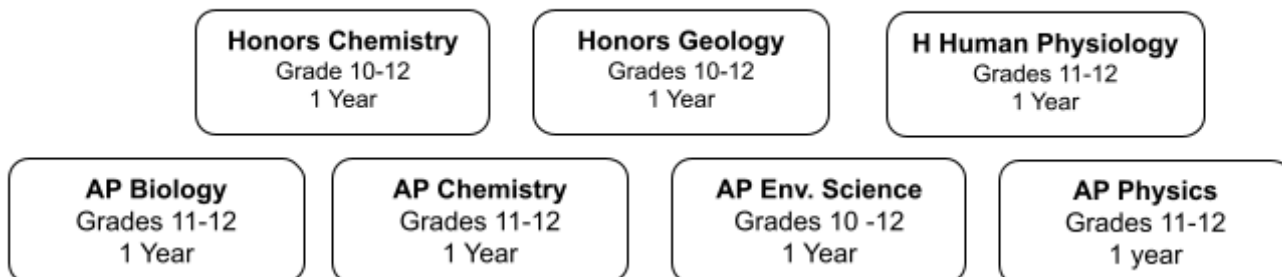 Honors Chemistry
Grade 10-12
1 Year
Honors Geology
Grades 10-12
1 Year
H Human Physiology
Grades 11-12
1 Year
AP Biology
Grades 11-12
1 Year
AP Chemistry
Grades 11-12
1 Year
AP Env. Science
Grades 10 -12
1 Year
AP Physics
Grades 11-12
1 year